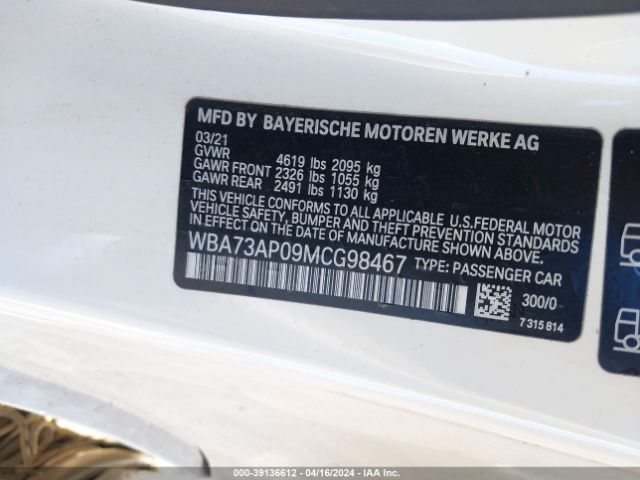 MFD BY BAYERISCHE MOTOREN WERKE AG
03/21
GVWR 4619 lbs 2095 kg
GAWR FRONT 2326 lbs 1055 kg
GAWR REAR 2491 lbs 1130 kg
THIS VEHICLE CONFORMS TO ALL APPLICABLE U.S.FEDERAL MOTOR
VEHICLE SAFETY, BUMPER AND THEFT PREVENTION STANDARDS
IN EFFECT ON THE DATE OF MANUFACTURE SHOWN ABOVE.
WBA73AP09MCG98467 TYPE: PASSENGER CAR
300/0
7315814
000-39136612 - 04/16/2024 - IAA Inc.